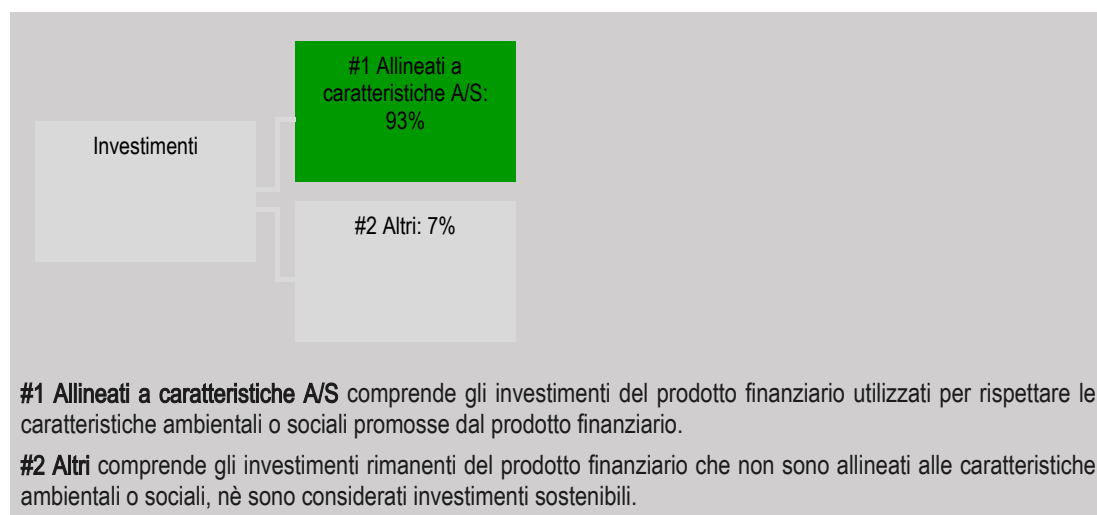 #1 Allineati a
caratteristiche A/S:
93%
Investimenti
#2 Altri: 7%
#1 Allineati a caratteristiche A/S comprende gli investimenti del prodotto finanziario utilizzati per rispettare le
caratteristiche ambientali o sociali promosse dal prodotto finanziario.
#2 Altri comprende gli investimenti rimanenti del prodotto finanziario che non sono allineati alle caratteristiche
ambientali o sociali, nè sono considerati investimenti sostenibili.